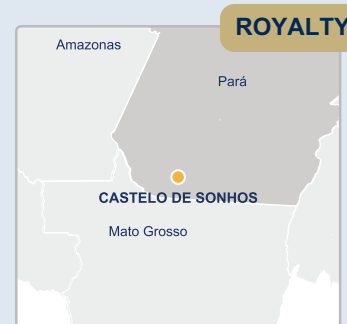 ROYALTY
Amazonas
Pará
CASTELO DE SONHOS
Mato Grosso